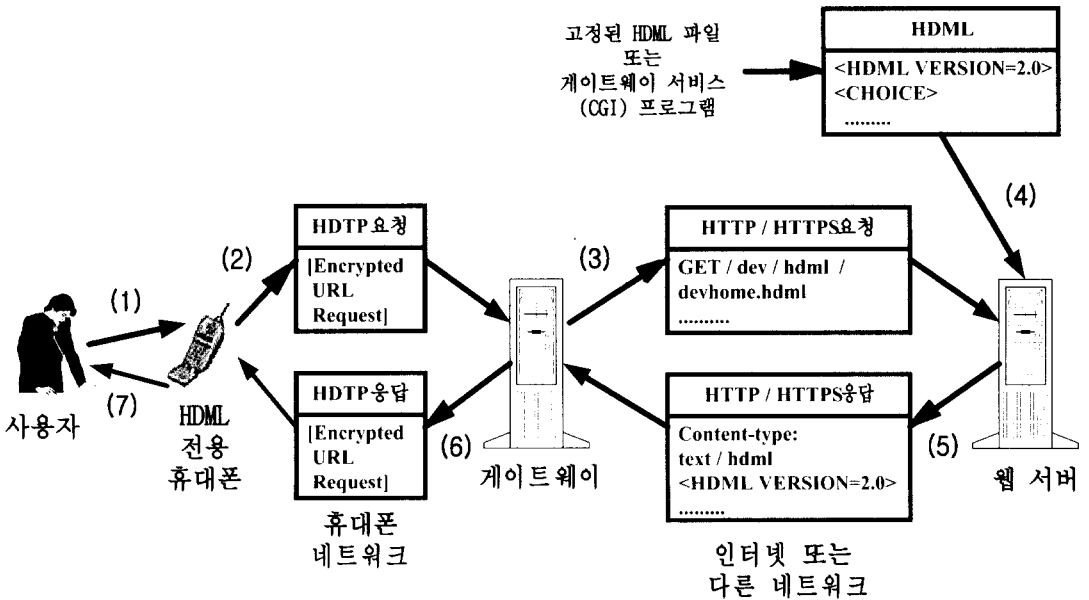 고정된 HDML 파일
또는
게이트웨이 서비스
(CGI) 프로그램
HDML
<HDML VERSION=2.0>
<CHOICE>
.........
(4)
HDTP요청
[Encrypted
URL
Request]
(2)
(3)
HTTP / HTTPS요청
GET / dev / hdml /
devhome.hdml
..........
(1)
(7)
사용자
HDML
전용
휴대폰
HDTP응답
[Encrypted
URL
Request]
(6)
게이트웨이
HTTP / HTTPS응답
Content-type:
text / hdml
<HDML VERSION=2.0>
.........
(5)
웹 서버
휴대폰
네트워크
인터넷 또는
다른 네트워크